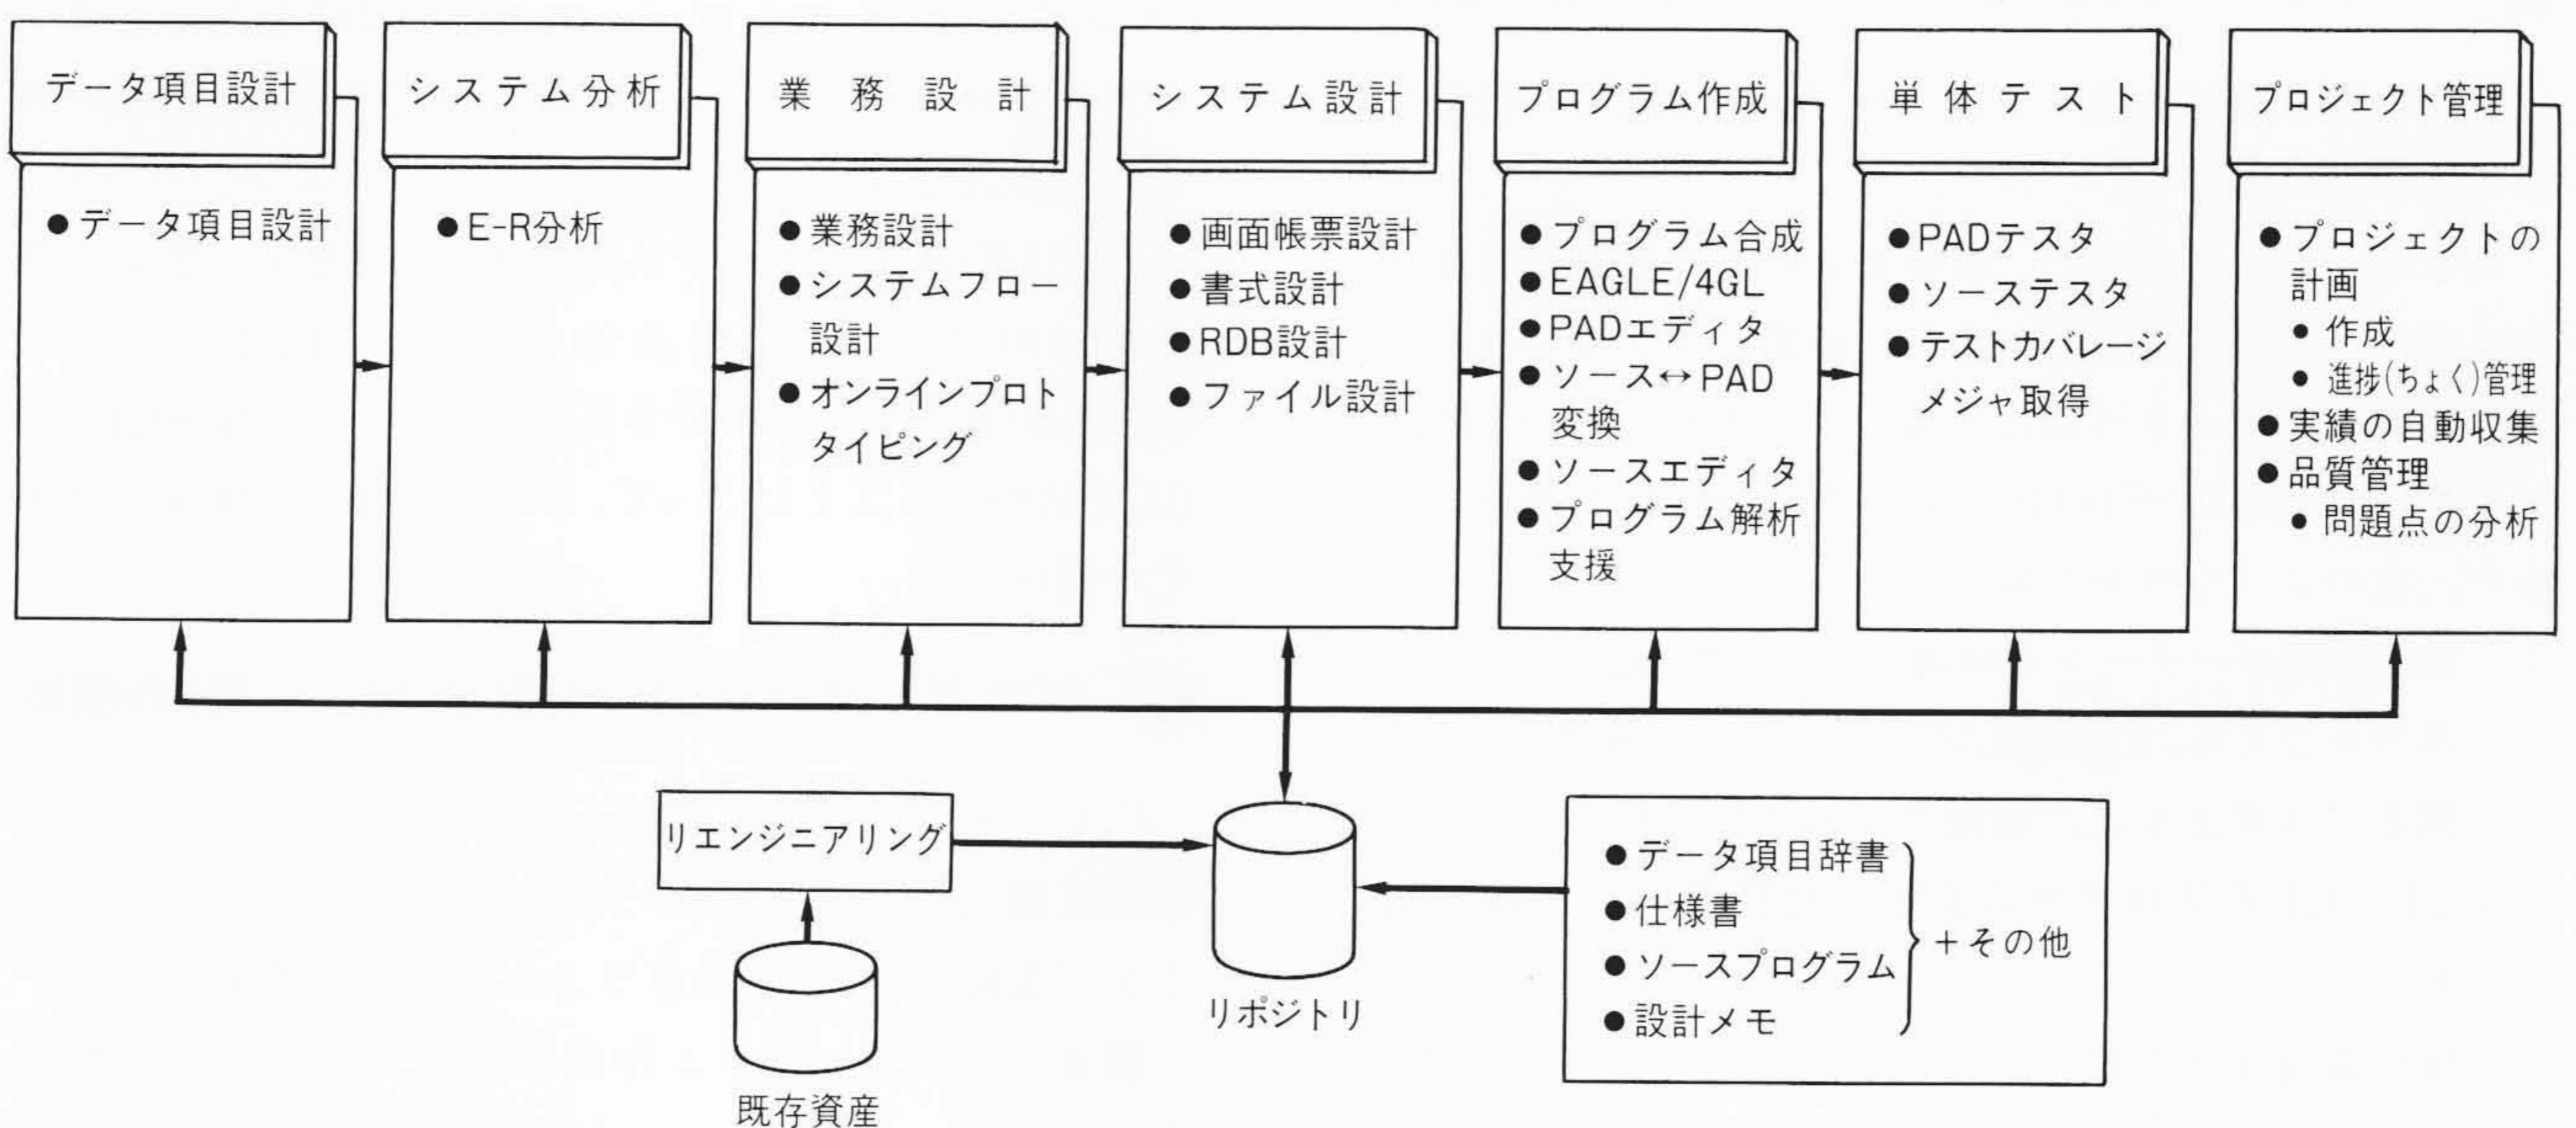 データ項目設計
● データ項目設計
システム分析
● E-R分析
業務設計
● 業務設計
● システムフロー
設計
● オンラインプロト
タイピング
システム設計
● 画面帳票設計
● 書式設計
● RDB設計
● ファイル設計
プログラム作成
● プログラム合成
● EAGLE/4GL
● PADエディタ
● ソース↔PAD
変換
● ソースエディタ
● プログラム解析
支援
単体テスト
● PADテスタ
● ソーステスタ
● テストカバレージ
メジャ取得
プロジェクト管理
● プロジェクトの
計画
• 作成
• 進捗(ちょく)管理
● 実績の自動収集
● 品質管理
• 問題点の分析
リエンジニアリング
既存資産
リポジトリ
● データ項目辞書
● 仕様書
● ソースプログラム
● 設計メモ
+その他